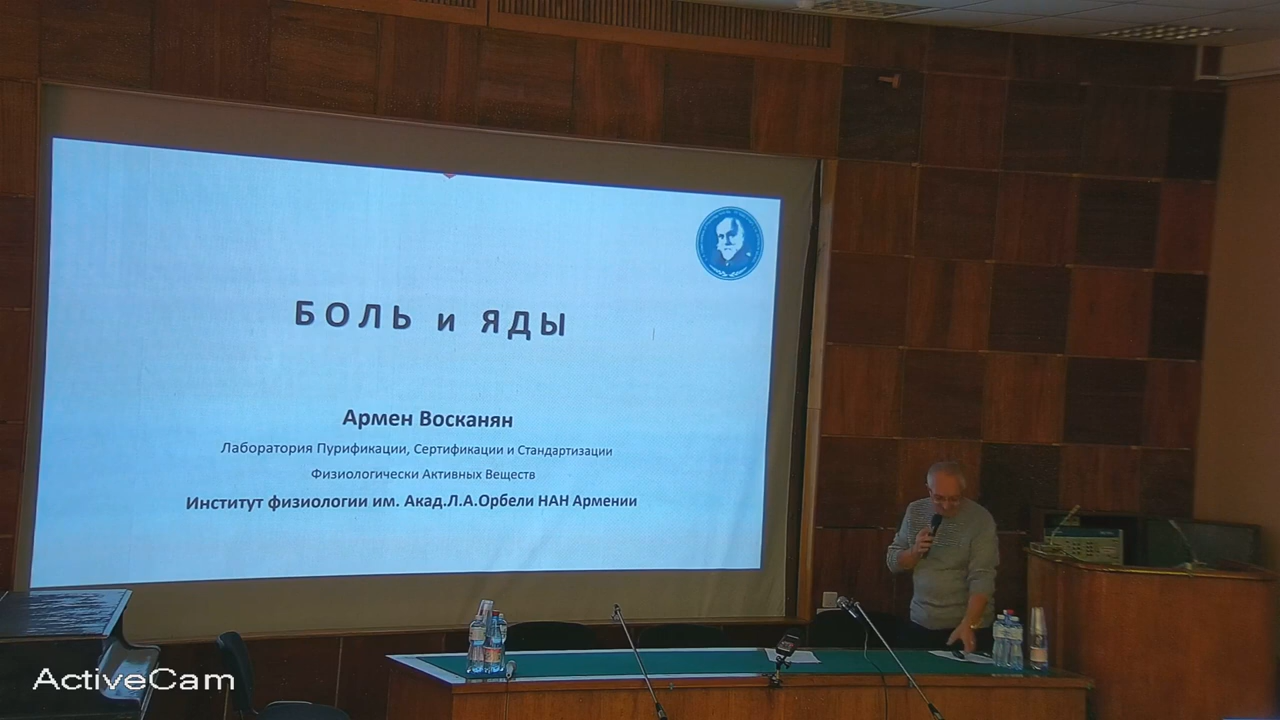 БОЛЬ и ЯДЫ
Армен Восканян
Лаборатория Пурификации, Сертификации и Стандартизации
Физиологически Активных Веществ
Институт физиологии им. Акад.Л.А.Орбели НАН Армении
ActiveCam